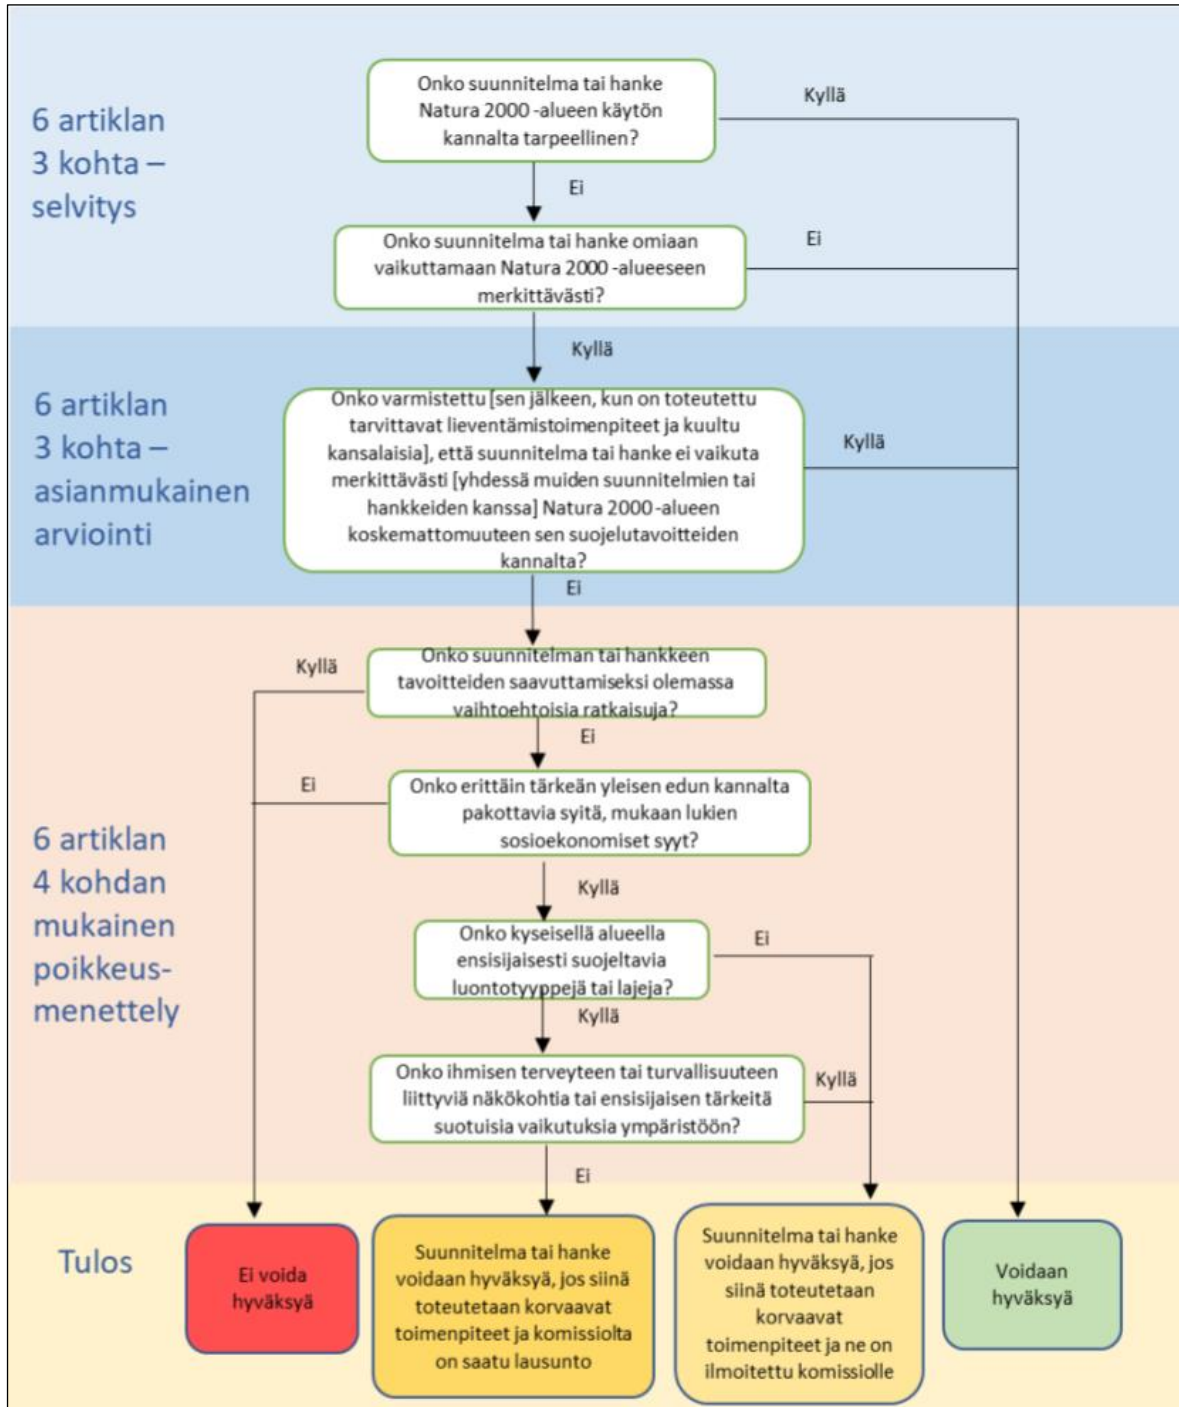 6 artiklan
3 kohta –
selvitys
Onko suunnitelma tai hanke
Natura 2000 -alueen käytön
kannalta tarpeellinen?
Kyllä
Ei
Onko suunnitelma tai hanke omiaan
vaikuttamaan Natura 2000 -alueeseen
merkittävästi?
Ei
Kyllä
6 artiklan
3 kohta –
asianmukainen
arviointi
Onko varmistettu [sen jälkeen, kun on toteutettu
tarvittavat lieventämistoimenpiteet ja kuultu
kansalaisia], että suunnitelma tai hanke ei vaikuta
merkittävästi [yhdessä muiden suunnitelmien tai
hankkeiden kanssa] Natura 2000 -alueen
koskemattomuuteen sen suojelutavoitteiden
kannalta?
Kyllä
Ei
6 artiklan
4 kohdan
mukainen
poikkeus-
menettely
Onko suunnitelman tai hankkeen
tavoitteiden saavuttamiseksi olemassa
vaihtoehtoisia ratkaisuja?
Kyllä
Ei
Onko erittäin tärkeän yleisen edun kannalta
pakottavia syitä, mukaan lukien
sosioekonomiset syyt?
Ei
Kyllä
Onko kyseisellä alueella
ensisijaisesti suojeltavia
luontotyyppejä tai lajeja?
Ei
Kyllä
Onko ihmisen terveyteen tai turvallisuuteen
liittyviä näkökohtia tai ensisijaisen tärkeitä
suotuisia vaikutuksia ympäristöön?
Kyllä
Ei
Tulos
Ei voida
hyväksyä
Suunnitelma tai hanke
voidaan hyväksyä, jos siinä
toteutetaan korvaavat
toimenpiteet ja komissiolta
on saatu lausunto
Suunnitelma tai hanke
voidaan hyväksyä, jos
siinä toteutetaan
korvaavat
toimenpiteet ja ne on
ilmoitettu komissiolle
Voidaan
hyväksyä